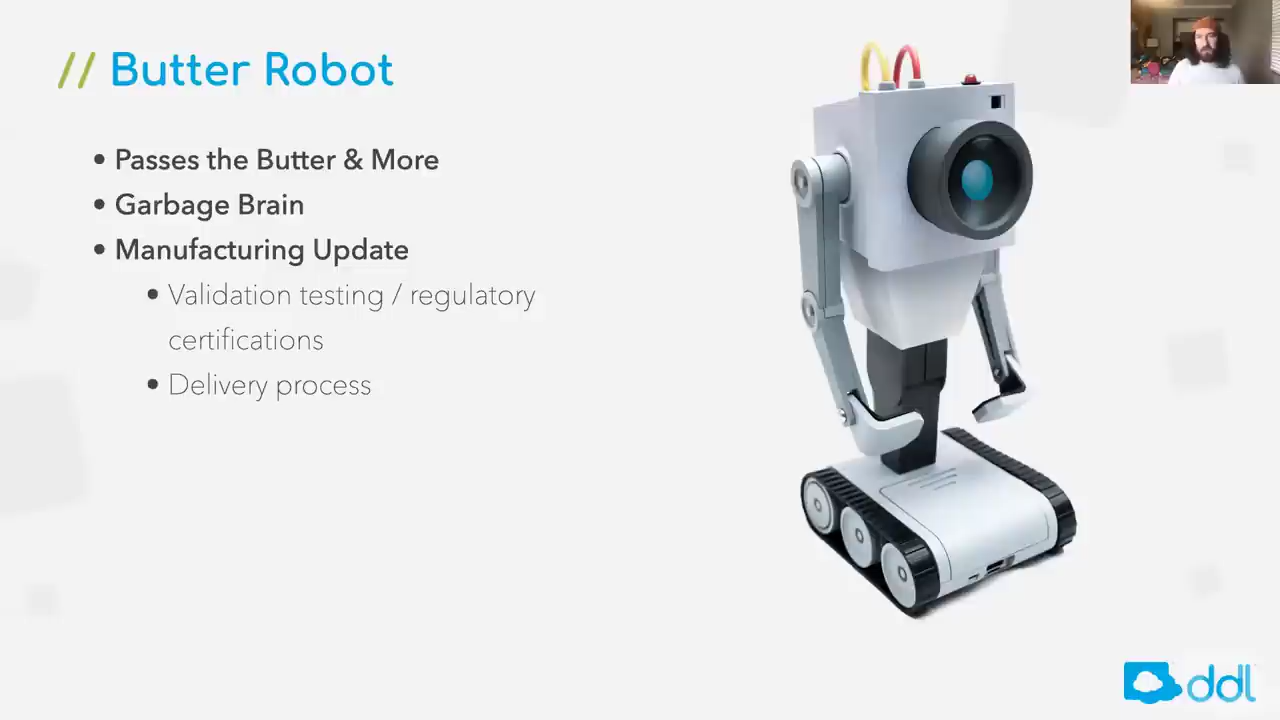 // Butter Robot
• Passes the Butter & More
• Garbage Brain
• Manufacturing Update
• Validation testing / regulatory
certifications
• Delivery process
ddl